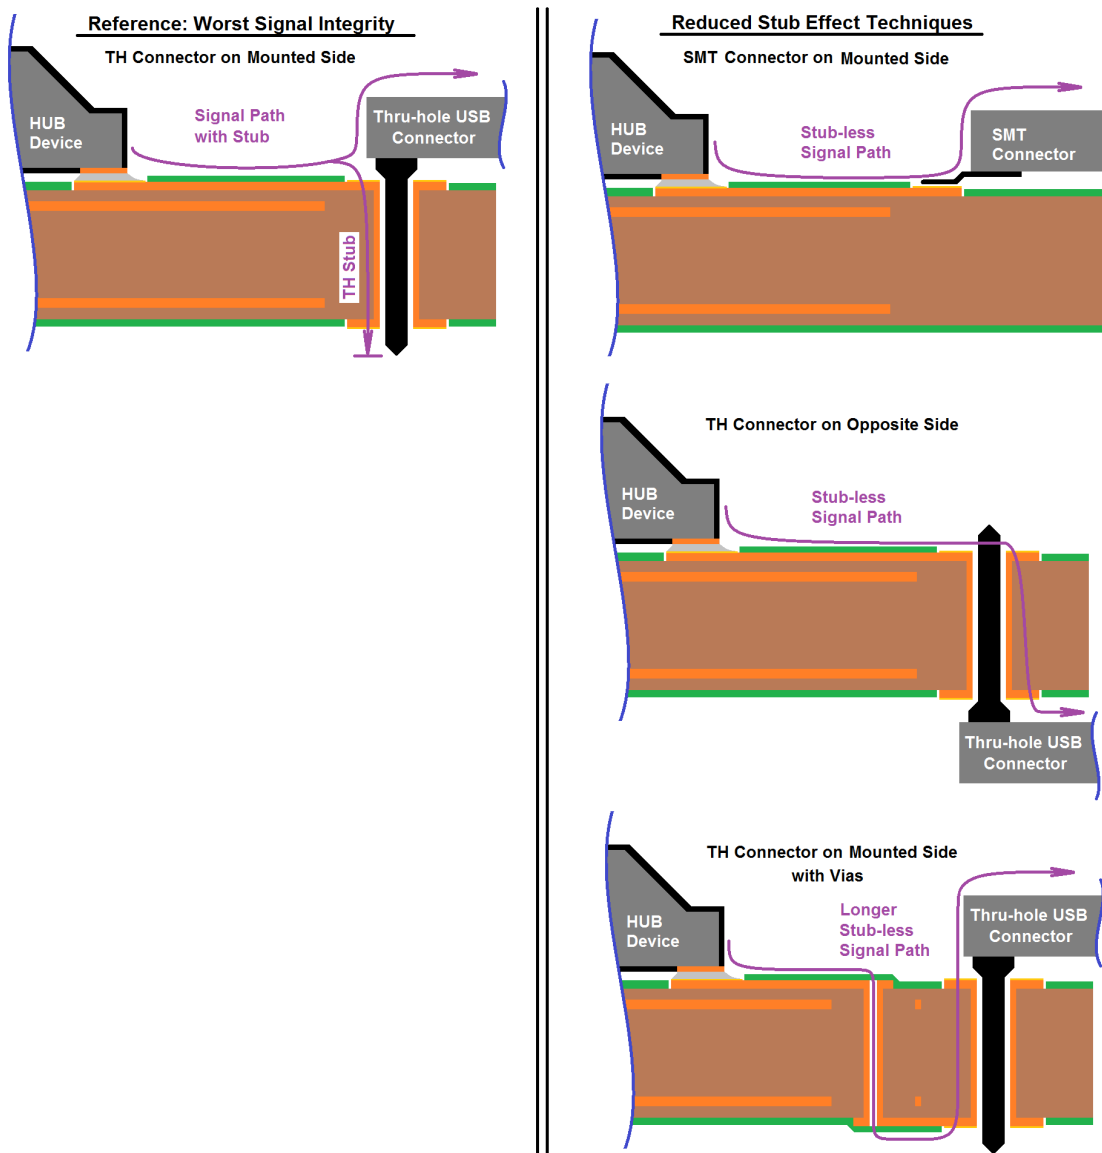 Reference: Worst Signal Integrity
TH Connector on Mounted Side
HUB
Device
Signal Path
with Stub
Thru-hole USB
Connector
TH Stub
Reduced Stub Effect Techniques
SMT Connector on Mounted Side
HUB
Device
Stub-less
Signal Path
SMT
Connector
TH Connector on Opposite Side
HUB
Device
Stub-less
Signal Path
Thru-hole USB
Connector
TH Connector on Mounted Side
with Vias
HUB
Device
Longer
Stub-less
Signal Path
Thru-hole USB
Connector